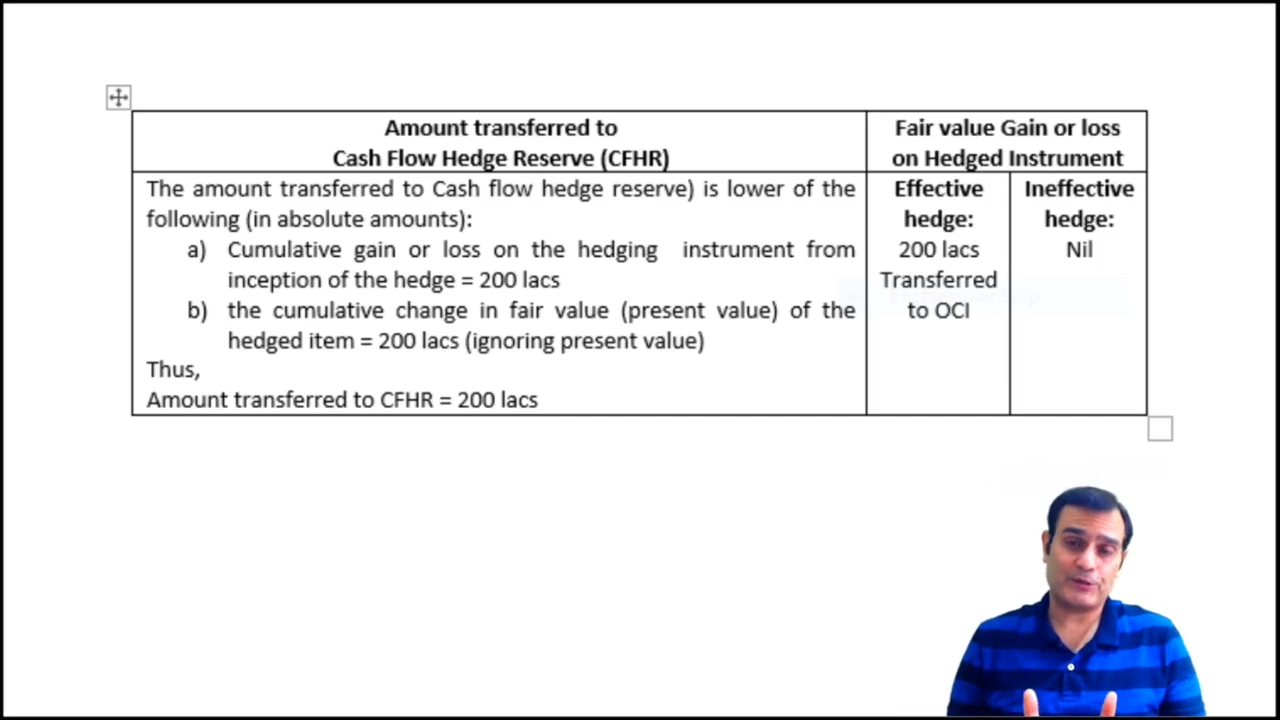 Amount transferred to
Cash Flow Hedge Reserve (CFHR)
Fair value Gain or loss
on Hedged Instrument
The amount transferred to Cash flow hedge reserve) is lower of the
following (in absolute amounts):
a) Cumulative gain or loss on the hedging instrument from
inception of the hedge = 200 lacs
b) the cumulative change in fair value (present value) of the
hedged item = 200 lacs (ignoring present value)
Thus,
Amount transferred to CFHR = 200 lacs
Effective
hedge:
200 lacs
Transferred
to OCI
Ineffective
hedge:
Nil